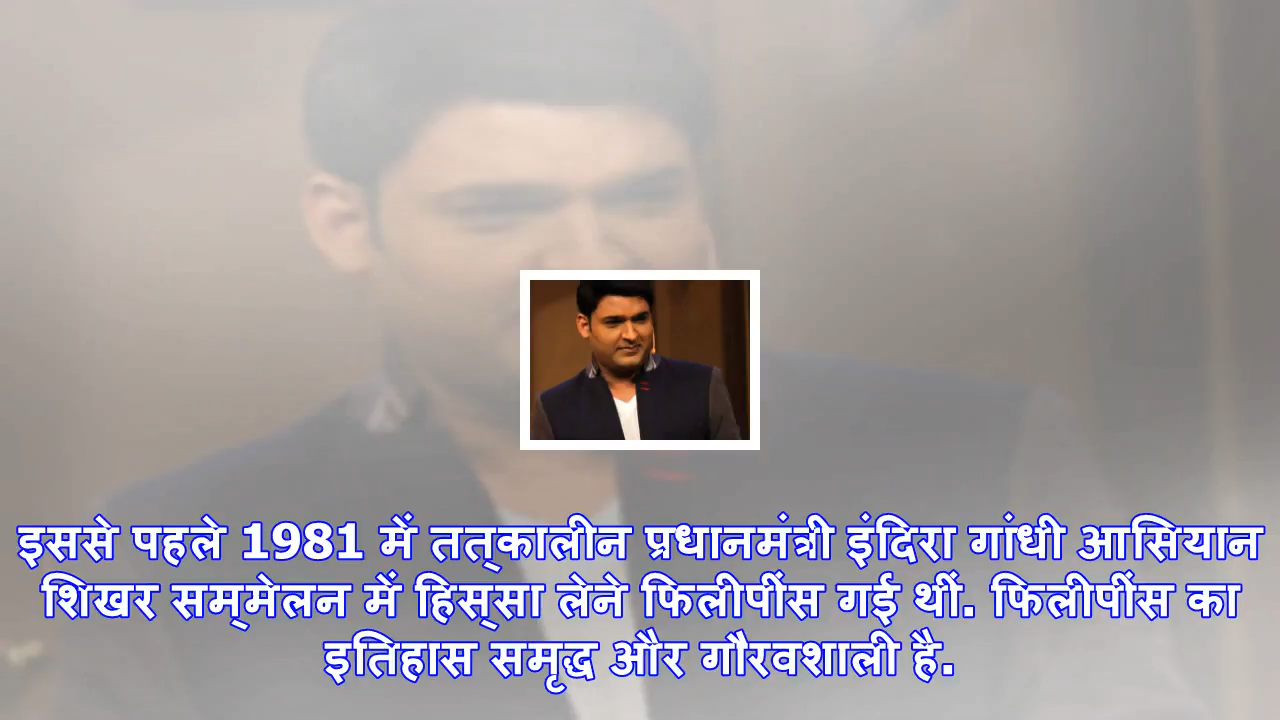 इससे पहले 1981 में तत्‌कालीन प्रधानमंत्री इंदिरा गांधी आसियान
शिखर सम्‌मेलन में हिस्‌सा लेने फिलीपींस गई थीं. फिलीपींस का
इतिहास समृद्ध और गौरवशाली है.